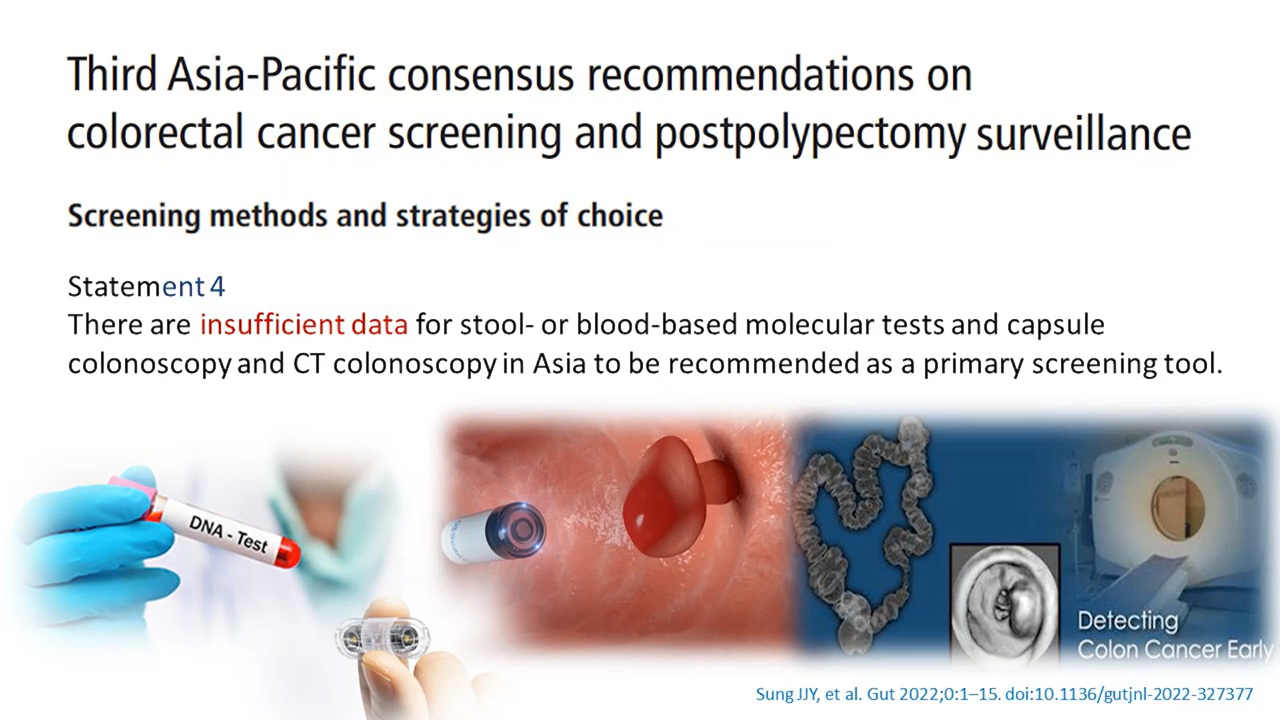 Third Asia-Pacific consensus recommendations on
colorectal cancer screening and postpolypectomy surveillance
Screening methods and strategies of choice
Statement 4
There are insufficient data for stool- or blood-based molecular tests and capsule
colonoscopy and CT colonoscopy in Asia to be recommended as a primary screening tool.
DNA - Test
Detecting
Colon Cancer Early
Sung JJY, et al. Gut 2022;0:1–15. doi:10.1136/gutjnl-2022-327377